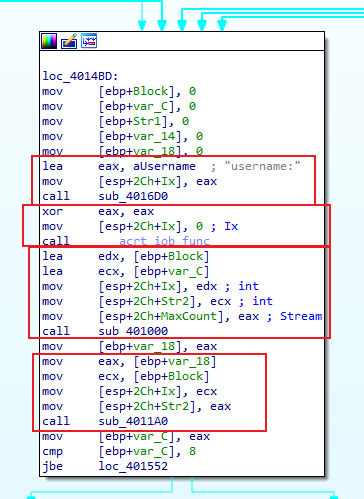 loc_4014BD:
mov [ebp+Block], 0
mov [ebp+var_C], 0
mov [ebp+Str1], 0
mov [ebp+var_14], 0
mov [ebp+var_18], 0
lea eax, aUsername ; "username:"
mov [esp+2Ch+Ix], eax
call sub_4016D0
xor eax, eax
mov [esp+2Ch+Ix], 0 ; Ix
call __acrt_iob_func
lea edx, [ebp+Block]
lea ecx, [ebp+var_C]
mov [esp+2Ch+Ix], edx ; int
mov [esp+2Ch+Str2], ecx ; int
mov [esp+2Ch+MaxCount], eax ; Stream
call sub_401000
mov [ebp+var_18], eax
mov eax, [ebp+var_18]
mov ecx, [ebp+Block]
mov [esp+2Ch+Ix], ecx
mov [esp+2Ch+Str2], eax
call sub_4011A0
mov [ebp+var_C], eax
cmp [ebp+var_C], 8
jbe loc_401552